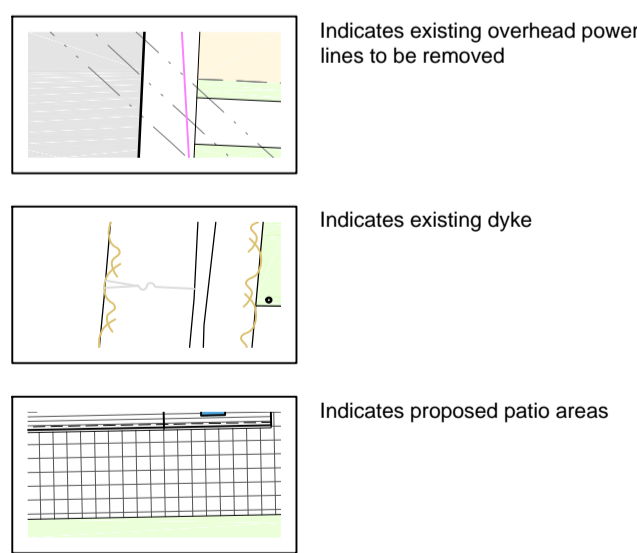 Indicates existing overhead power
lines to be removed
Indicates existing dyke
Indicates proposed patio areas